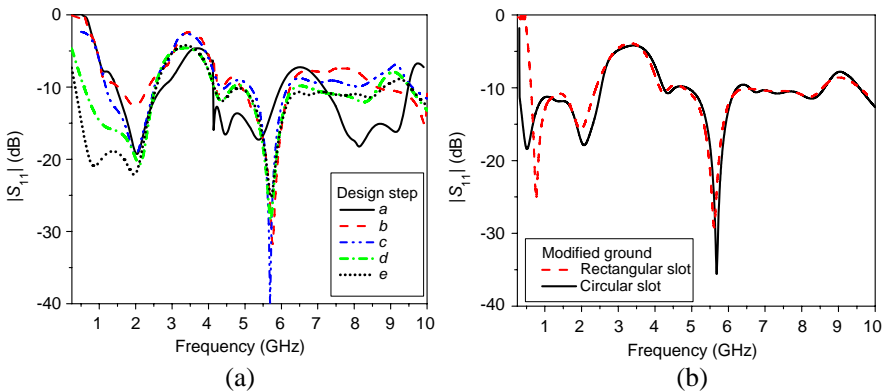 0
-10
-20
-30
-40
|S11| (dB)
1 2 3 4 5 6 7 8 9 10
Frequency (GHz)
Design step
a
b
c
d
e
(a)
0
-10
-20
-30
-40
|S11| (dB)
1 2 3 4 5 6 7 8 9 10
Frequency (GHz)
Modified ground
Rectangular slot
Circular slot
(b)